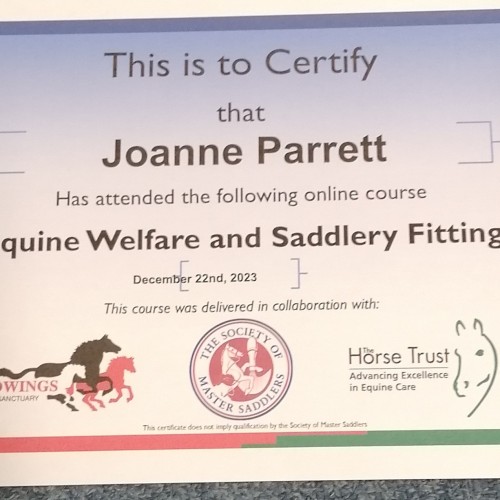 This is to Certify
that
Joanne Parrett
Has attended the following online course
quine Welfare and Saddlery Fitting
December 22nd, 2023
This course was delivered in collaboration with:
OWINGS
SANCTUARY
THE SOCIETY OF
MASTER SADDLERS
The
Horse Trust
Advancing Excellence
in Equine Care
This certificate does not imply qualification by the Society of Master Saddlers